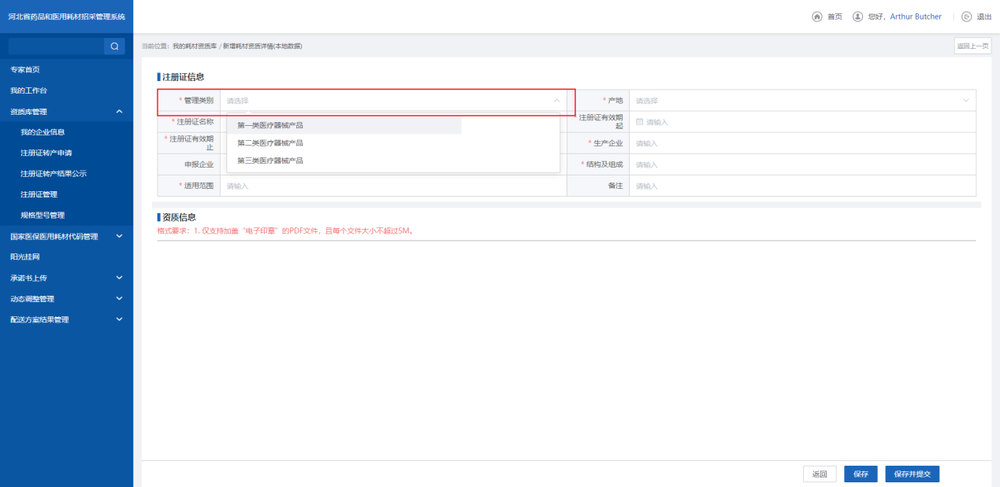 河北省药品和医用耗材招采管理系统
首页 您好, Arthur Butcher 退出
当前位置: 我的耗材资质库 / 新增耗材资质详情(本地数据)
返回上一页
专家首页
我的工作台
资质库管理
我的企业信息
注册证转产申请
注册证转产结果公示
注册证管理
规格型号管理
国家医保医用耗材代码管理
阳光挂网
承诺书上传
动态调整管理
配送方案结果管理
注册证信息
* 管理类别 请选择 * 产地 请选择
* 注册证名称 注册证有效期起 请输入
第一类医疗器械产品
* 注册证有效期止 * 生产企业 请输入
第二类医疗器械产品
申报企业 * 结构及组成 请输入
第三类医疗器械产品
* 适用范围 请输入 备注 请输入
资质信息
格式要求: 1. 仅支持加盖“电子印章”的PDF文件, 且每个文件大小不超过5M。
返回 保存 保存并提交